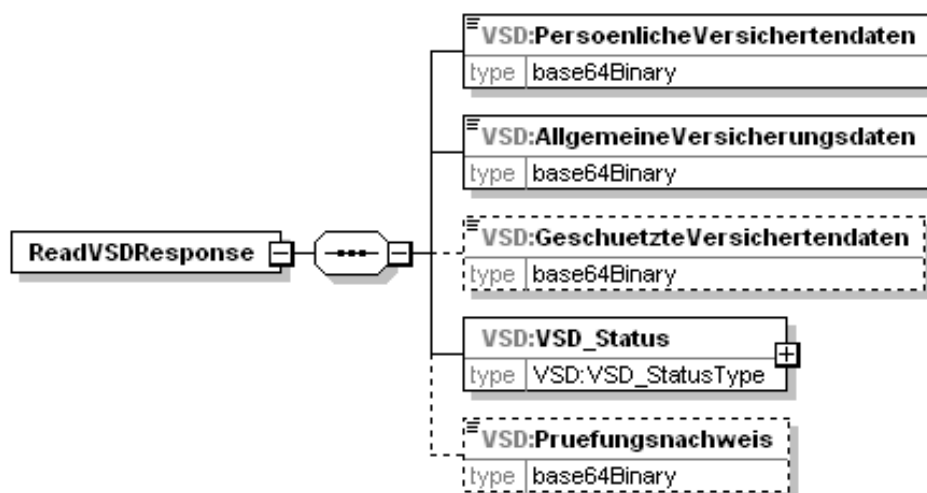 VSD:PersoenlicheVersichertendaten
type base64Binary
VSD:AllgemeineVersicherungsdaten
type base64Binary
ReadVSDResponse
VSD:GeschuetzteVersichertendaten
type base64Binary
VSD:VSD_Status
type VSD:VSD_StatusType
VSD:Pruefungsnachweis
type base64Binary